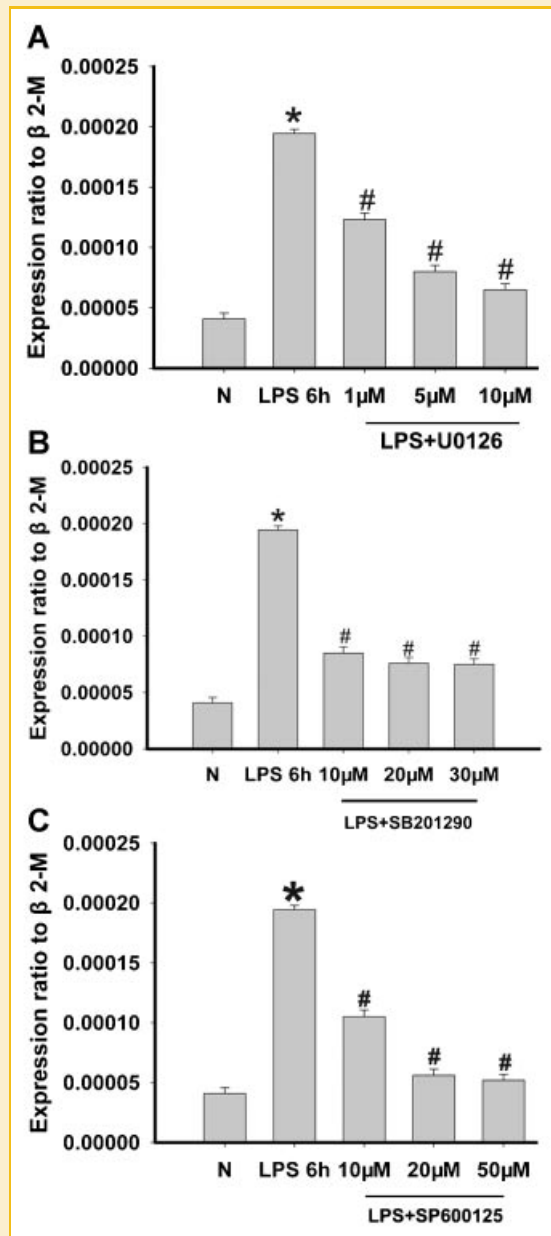 A
Expression ratio to β 2-M
0.00025
0.00020
0.00015
0.00010
0.00005
0.00000
*
#
#
#
N LPS 6h 1µM 5µM 10µM
LPS+U0126
B
Expression ratio to β 2-M
0.00025
0.00020
0.00015
0.00010
0.00005
0.00000
*
#
#
#
N LPS 6h 10µM 20µM 30µM
LPS+SB201290
C
Expression ratio to β 2-M
0.00025
0.00020
0.00015
0.00010
0.00005
0.00000
*
#
#
#
N LPS 6h 10µM 20µM 50µM
LPS+SP600125